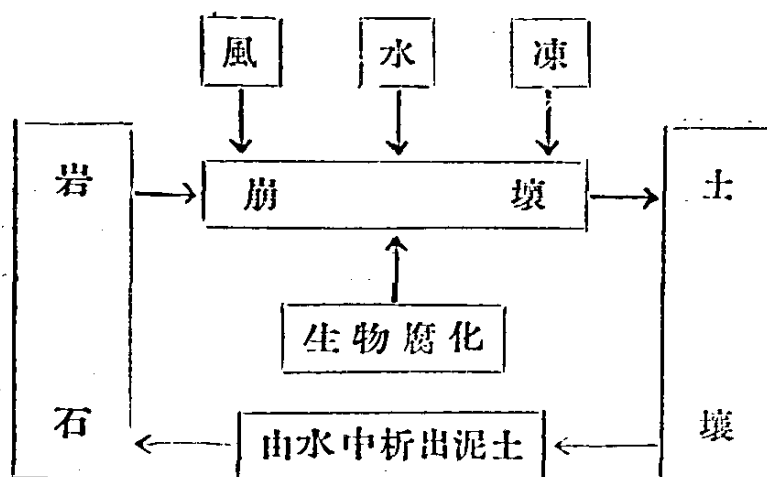 風 水 凍
岩石
崩壞
土壤
生物腐化
由水中析出泥土